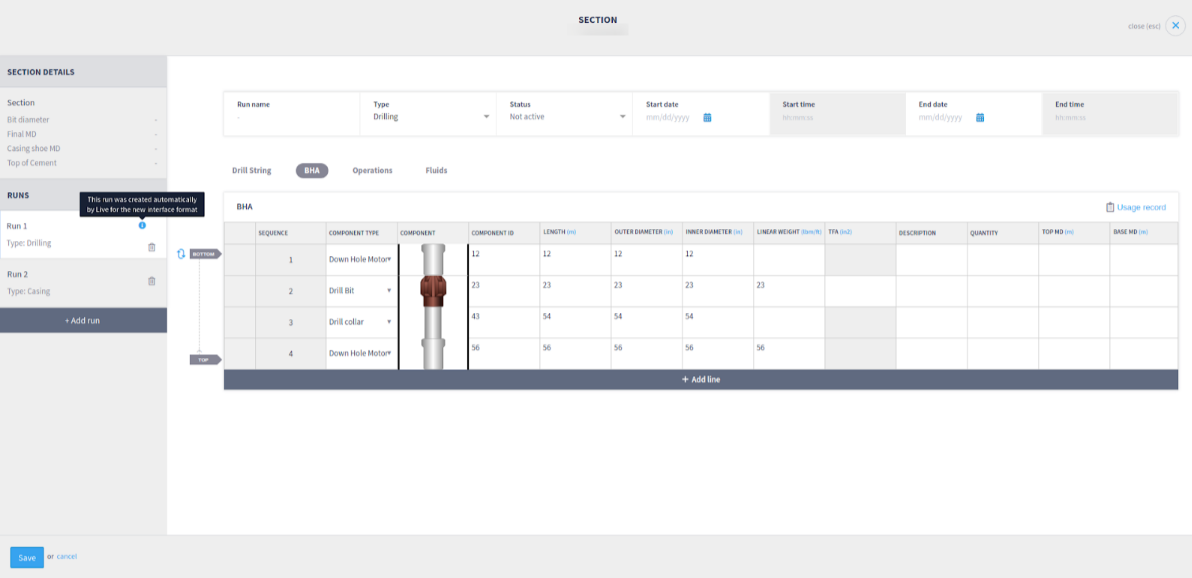 SECTION
close (esc)
SECTION DETAILS
Section
Bit diameter -
Final MD -
Casing shoe MD -
Top of Cement -
RUNS
This run was created automatically
by Live for the new interface format
Run 1
Type: Drilling
Run 2
Type: Casing
+ Add run
Run name
-
Type
Drilling
Status
Not active
Start date
mm/dd/yyyy
Start time
hh:mm:ss
End date
mm/dd/yyyy
End time
hh:mm:ss
Drill String BHA Operations Fluids
BHA Usage record
SEQUENCE COMPONENT TYPE COMPONENT COMPONENT ID LENGTH (m) OUTER DIAMETER (in) INNER DIAMETER (in) LINEAR WEIGHT (lbm/ft) TFA (in2) DESCRIPTION QUANTITY TOP MD (m) BASE MD (m)
BOTTOM
1 Down Hole Motor 12 12 12 12
2 Drill Bit 23 23 23 23 23
3 Drill collar 43 54 54 54
4 Down Hole Motor 56 56 56 56 56
TOP
+ Add line
Save or cancel